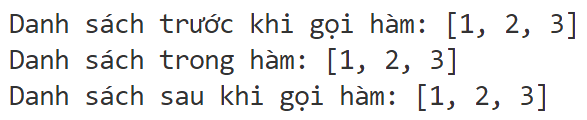 Danh sách trước khi gọi hàm: [1, 2, 3]
Danh sách trong hàm: [1, 2, 3]
Danh sách sau khi gọi hàm: [1, 2, 3]